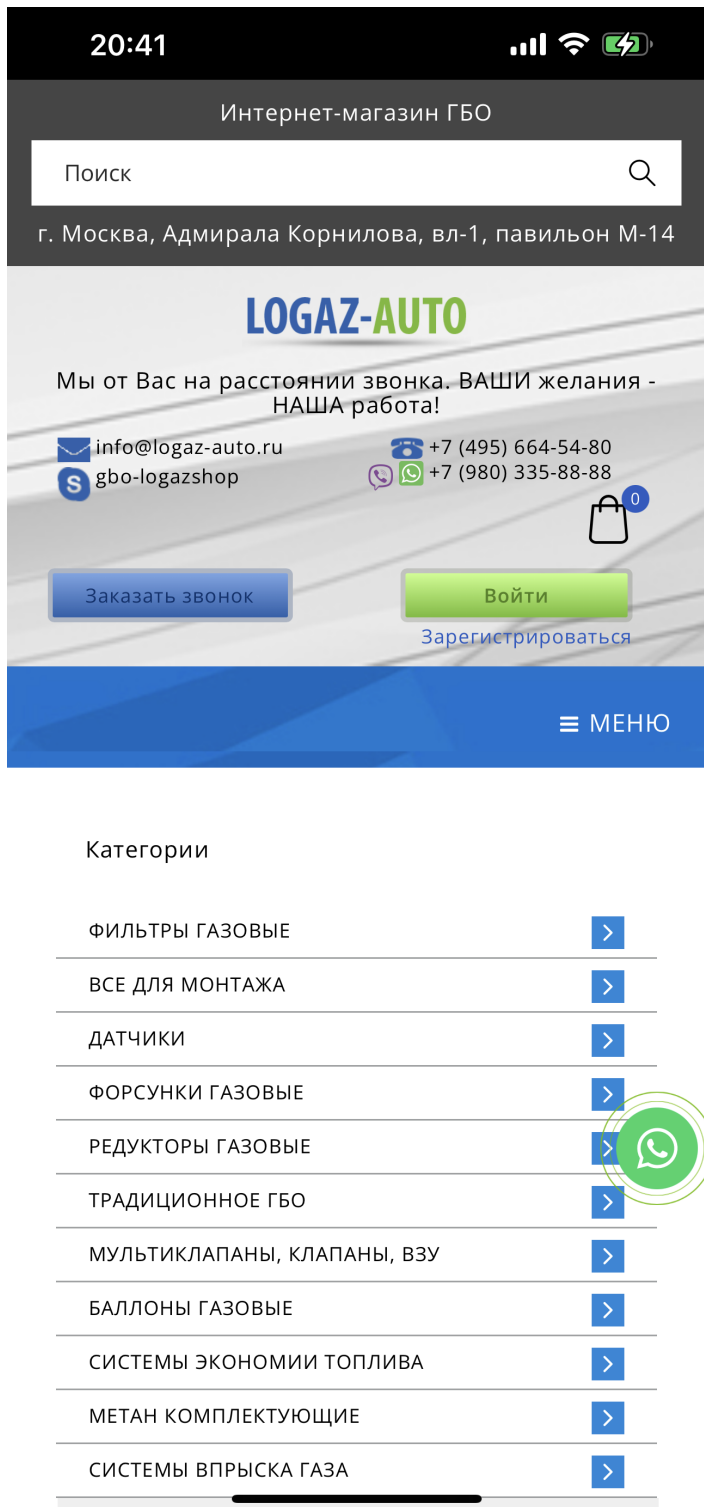 20:41
Интернет-магазин ГБО
Поиск
г. Москва, Адмирала Корнилова, вл-1, павильон М-14
LOGAZ-AUTO
Мы от Вас на расстоянии звонка. ВАШИ желания -
НАША работа!
info@logaz-auto.ru
gbo-logazshop
+7 (495) 664-54-80
+7 (980) 335-88-88
0
Заказать звонок
Войти
Зарегистрироваться
МЕНЮ
Категории
ФИЛЬТРЫ ГАЗОВЫЕ
ВСЕ ДЛЯ МОНТАЖА
ДАТЧИКИ
ФОРСУНКИ ГАЗОВЫЕ
РЕДУКТОРЫ ГАЗОВЫЕ
ТРАДИЦИОННОЕ ГБО
МУЛЬТИКЛАПАНЫ, КЛАПАНЫ, ВЗУ
БАЛЛОНЫ ГАЗОВЫЕ
СИСТЕМЫ ЭКОНОМИИ ТОПЛИВА
МЕТАН КОМПЛЕКТУЮЩИЕ
СИСТЕМЫ ВПРЫСКА ГАЗА